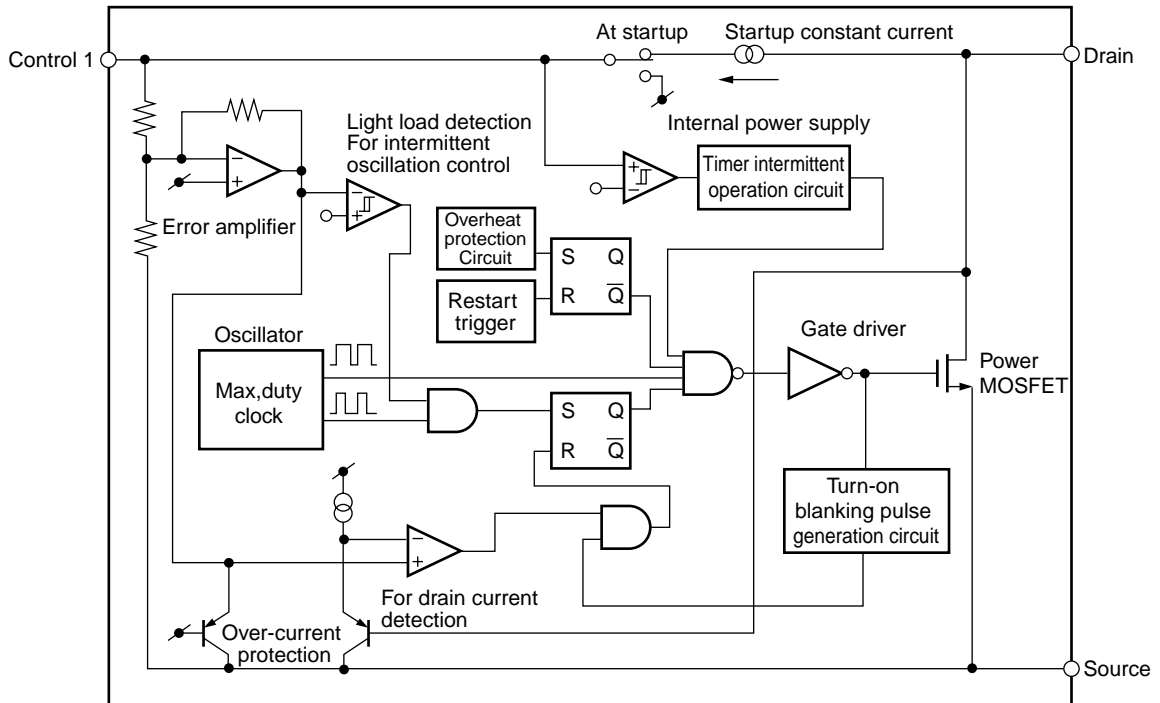 At startup
Startup constant current
Control 1
Drain
Light load detection
For intermittent
oscillation control
Internal power supply
Timer intermittent
operation circuit
−
+
−
+
+
−
Error amplifier
Overheat
protection
Circuit
S Q
R Q̅
Restart
trigger
Oscillator
Gate driver
Power
MOSFET
Max,duty
clock
S Q
R Q̅
Turn-on
blanking pulse
generation circuit
−
+
For drain current
detection
Over-current
protection
Source